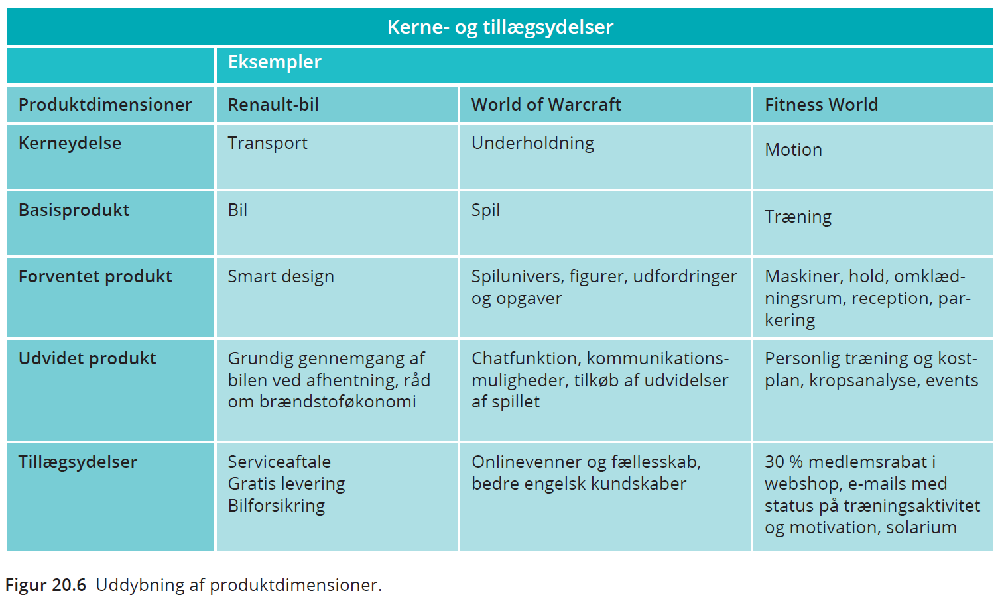 Kerne- og tillægsydelser
Eksempler
Produktdimensioner
Renault-bil
World of Warcraft
Fitness World
Kerneydelse
Transport
Underholdning
Motion
Basisprodukt
Bil
Spil
Træning
Forventet produkt
Smart design
Spilunivers, figurer, udfordringer
og opgaver
Maskiner, hold, omklæd-
ningsrum, reception, par-
kering
Udvidet produkt
Grundig gennemgang af
bilen ved afhentning, råd
om brændstoføkonomi
Chatfunktion, kommunikations-
muligheder, tilkøb af udvidelser
af spillet
Personlig træning og kost-
plan, kropsanalyse, events
Tillægsydelser
Serviceaftale
Gratis levering
Bilforsikring
Onlinevenner og fællesskab,
bedre engelsk kundskaber
30 % medlemsrabat i
webshop, e-mails med
status på træningsaktivitet
og motivation, solarium
Figur 20.6 Uddybning af produktdimensioner.